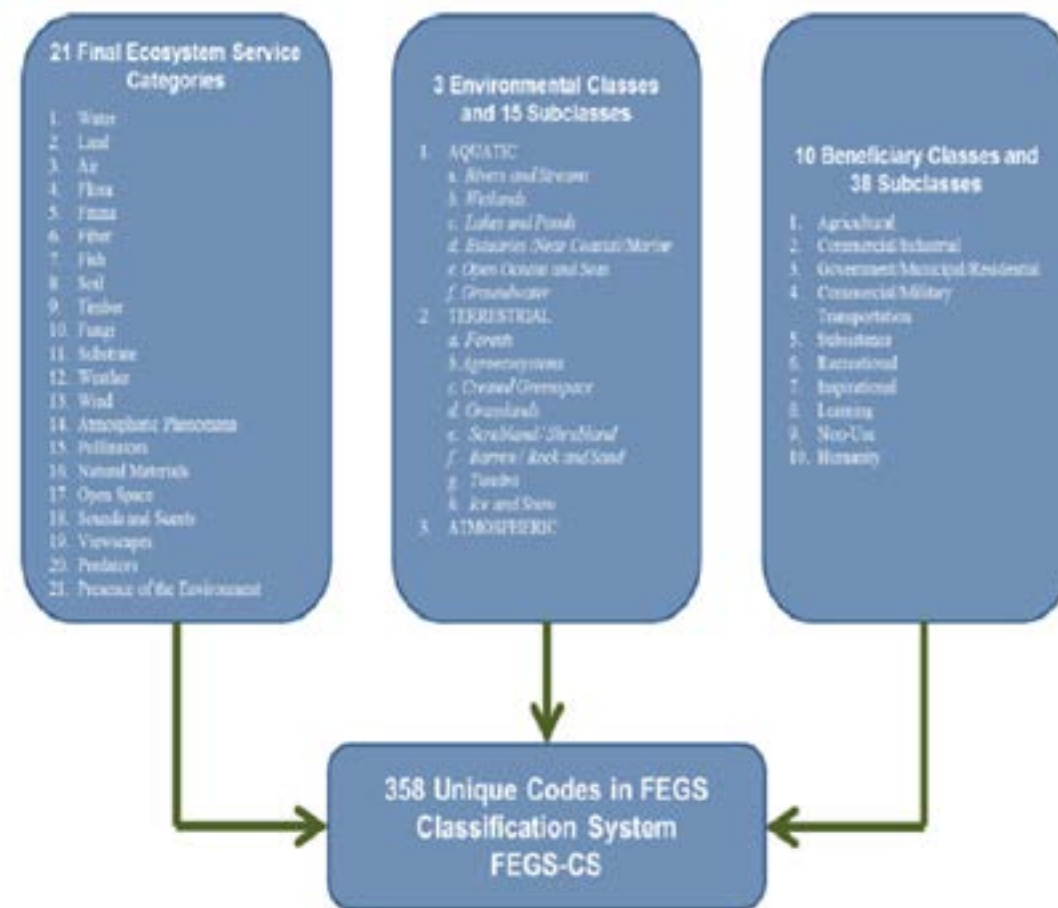 21 Final Ecosystem Service
Categories
1. Water
2. Land
3. Air
4. Flora
5. Fauna
6. Fiber
7. Fish
8. Soil
9. Timber
10. Fungi
11. Substrate
12. Weather
13. Wind
14. Atmospheric Phenomena
15. Pollinators
16. Natural Materials
17. Open Space
18. Sounds and Scents
19. Viewscapes
20. Predators
21. Presence of the Environment
3 Environmental Classes
and 15 Subclasses
1. AQUATIC
a. Rivers and Streams
b. Wetlands
c. Lakes and Ponds
d. Estuaries /Near Coastal/Marine
e. Open Oceans and Seas
f. Groundwater
2. TERRESTRIAL
a. Forests
b. Agroecosystems
c. Created Greenspace
d. Grasslands
e. Scrubland/ Shrubland
f. Barren / Rock and Sand
g. Tundra
h. Ice and Snow
3. ATMOSPHERIC
10 Beneficiary Classes and
38 Subclasses
1. Agricultural
2. Commercial/Industrial
3. Government/Municipal/Residential
4. Commercial/Military
Transportation
5. Subsistence
6. Recreational
7. Inspirational
8. Learning
9. Non-Use
10. Humanity
358 Unique Codes in FEGS
Classification System
FEGS-CS